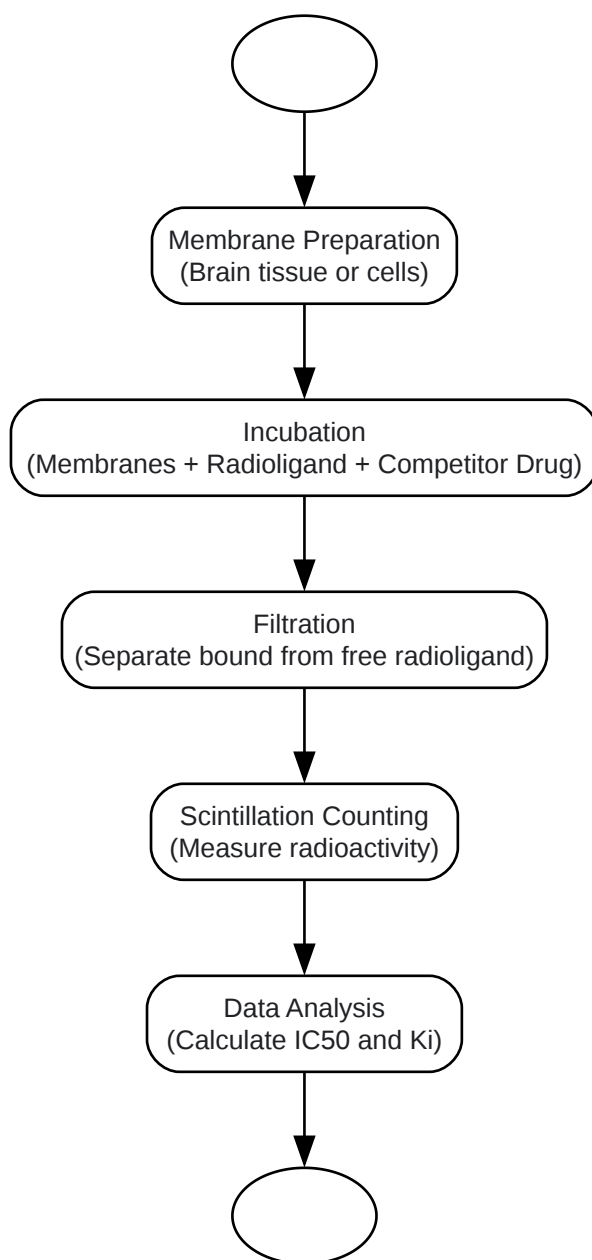 Membrane Preparation
(Brain tissue or cells)
Incubation
(Membranes + Radioligand + Competitor Drug)
Filtration
(Separate bound from free radioligand)
Scintillation Counting
(Measure radioactivity)
Data Analysis
(Calculate IC50 and Ki)